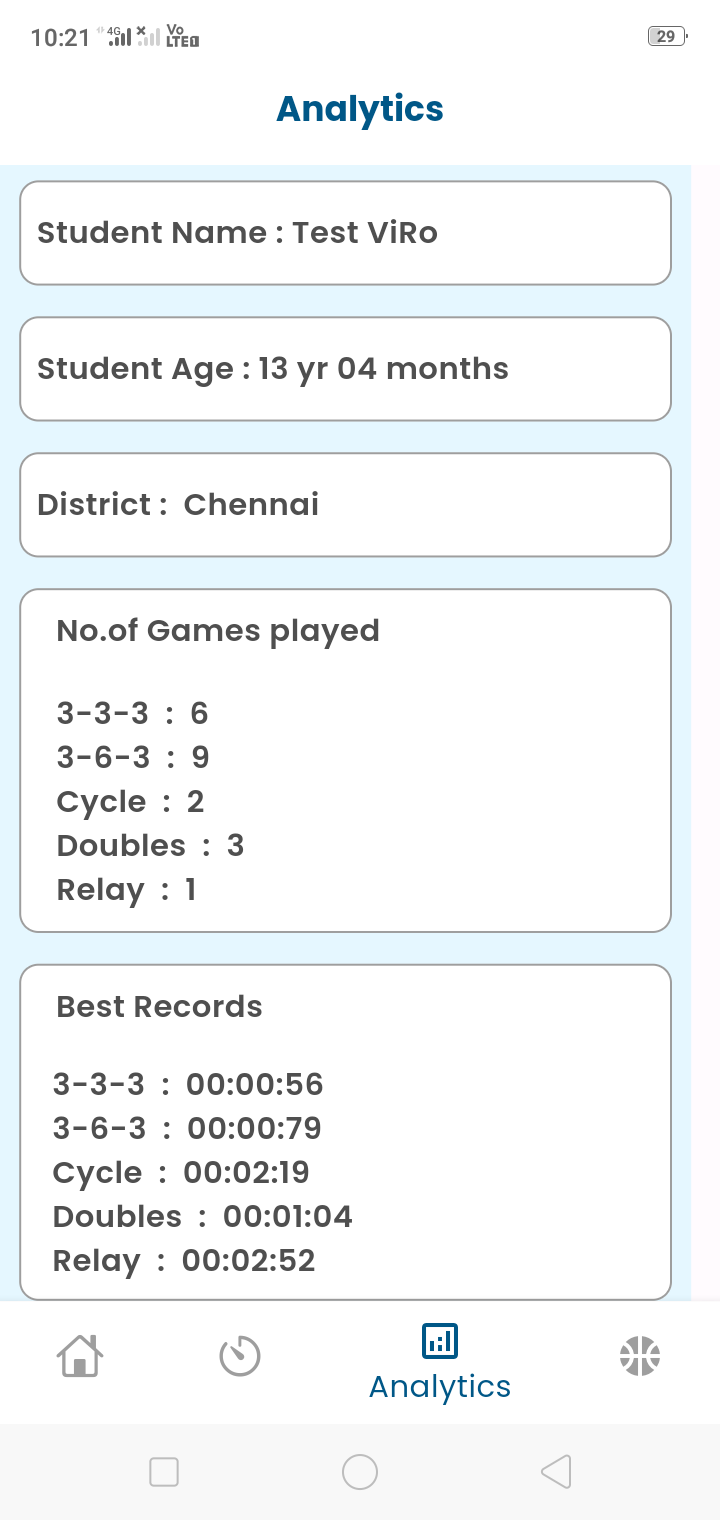 10:21 4G Vo LTE 29
Analytics
Student Name : Test ViRo
Student Age : 13 yr 04 months
District :  Chennai
No.of Games played
3-3-3  :  6
3-6-3  :  9
Cycle  :  2
Doubles  :  3
Relay  :  1
Best Records
3-3-3  :  00:00:56
3-6-3  :  00:00:79
Cycle  :  00:02:19
Doubles  :  00:01:04
Relay  :  00:02:52
Analytics